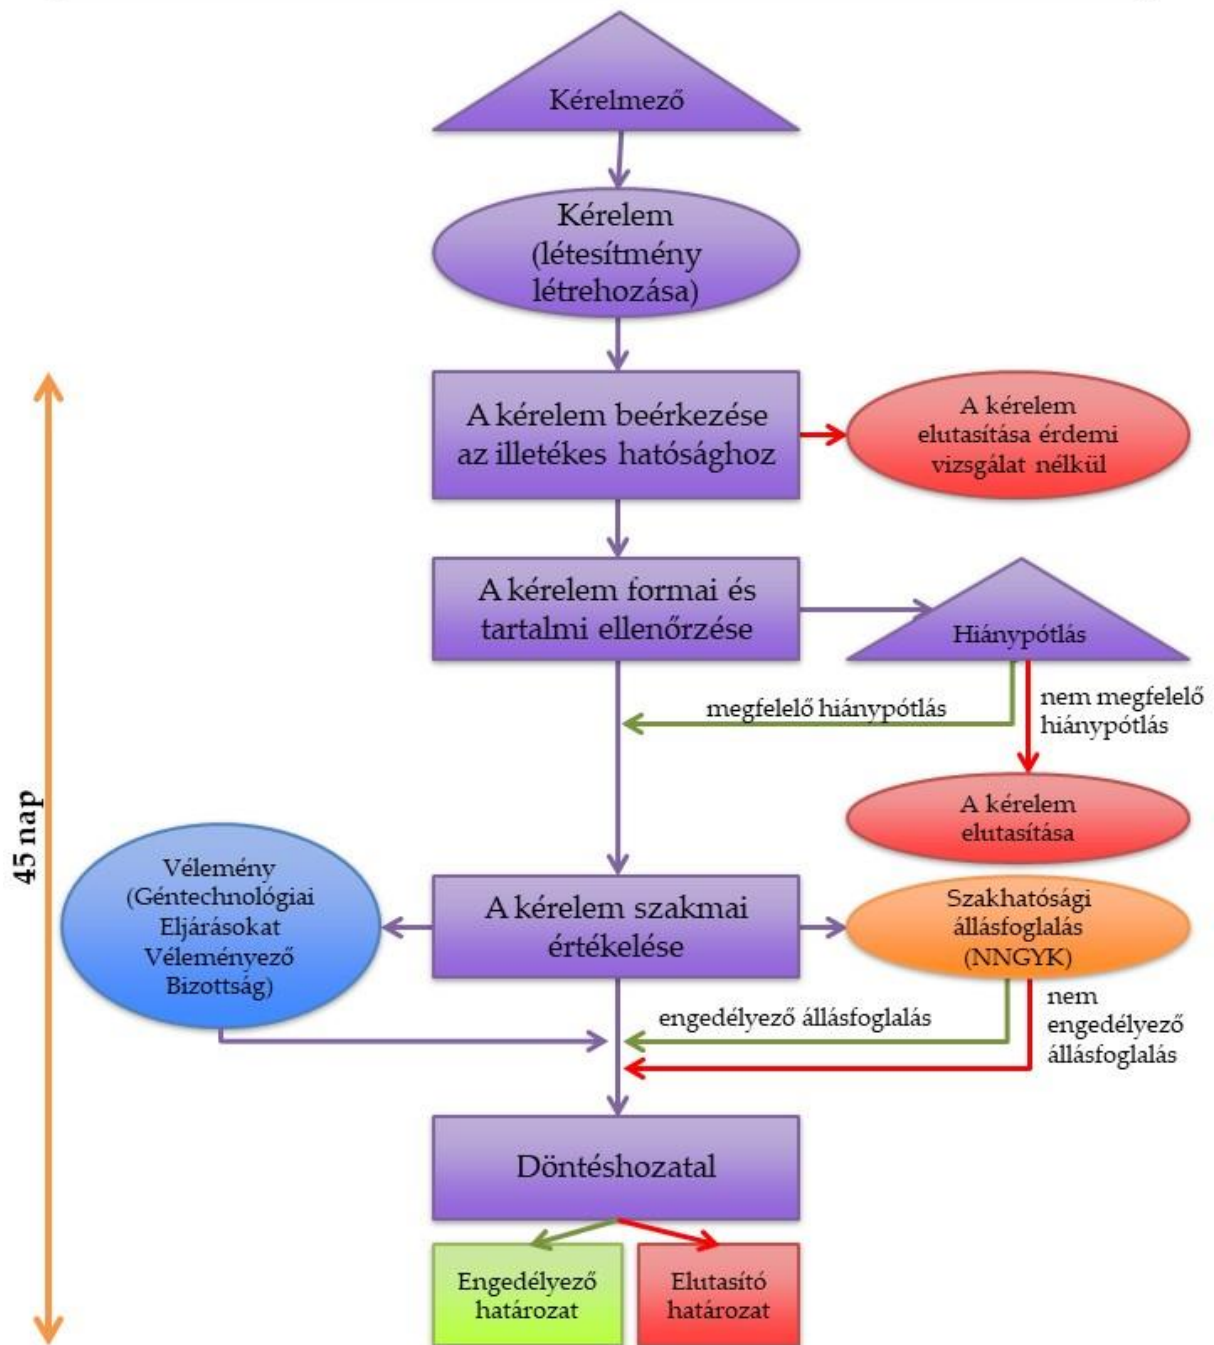 Kérelmező
Kérelem
(létesítmény
létrehozása)
A kérelem beérkezése
az illetékes hatósághoz
A kérelem
elutasítása érdemi
vizsgálat nélkül
A kérelem formai és
tartalmi ellenőrzése
Hiánypótlás
megfelelő hiánypótlás
nem megfelelő
hiánypótlás
A kérelem
elutasítása
45 nap
Vélemény
(Géntechnológiai
Eljárásokat
Véleményező
Bizottság)
A kérelem szakmai
értékelése
Szakhatósági
állásfoglalás
(NNGYK)
engedélyező állásfoglalás
nem
engedélyező
állásfoglalás
Döntéshozatal
Engedélyező
határozat
Elutasító
határozat